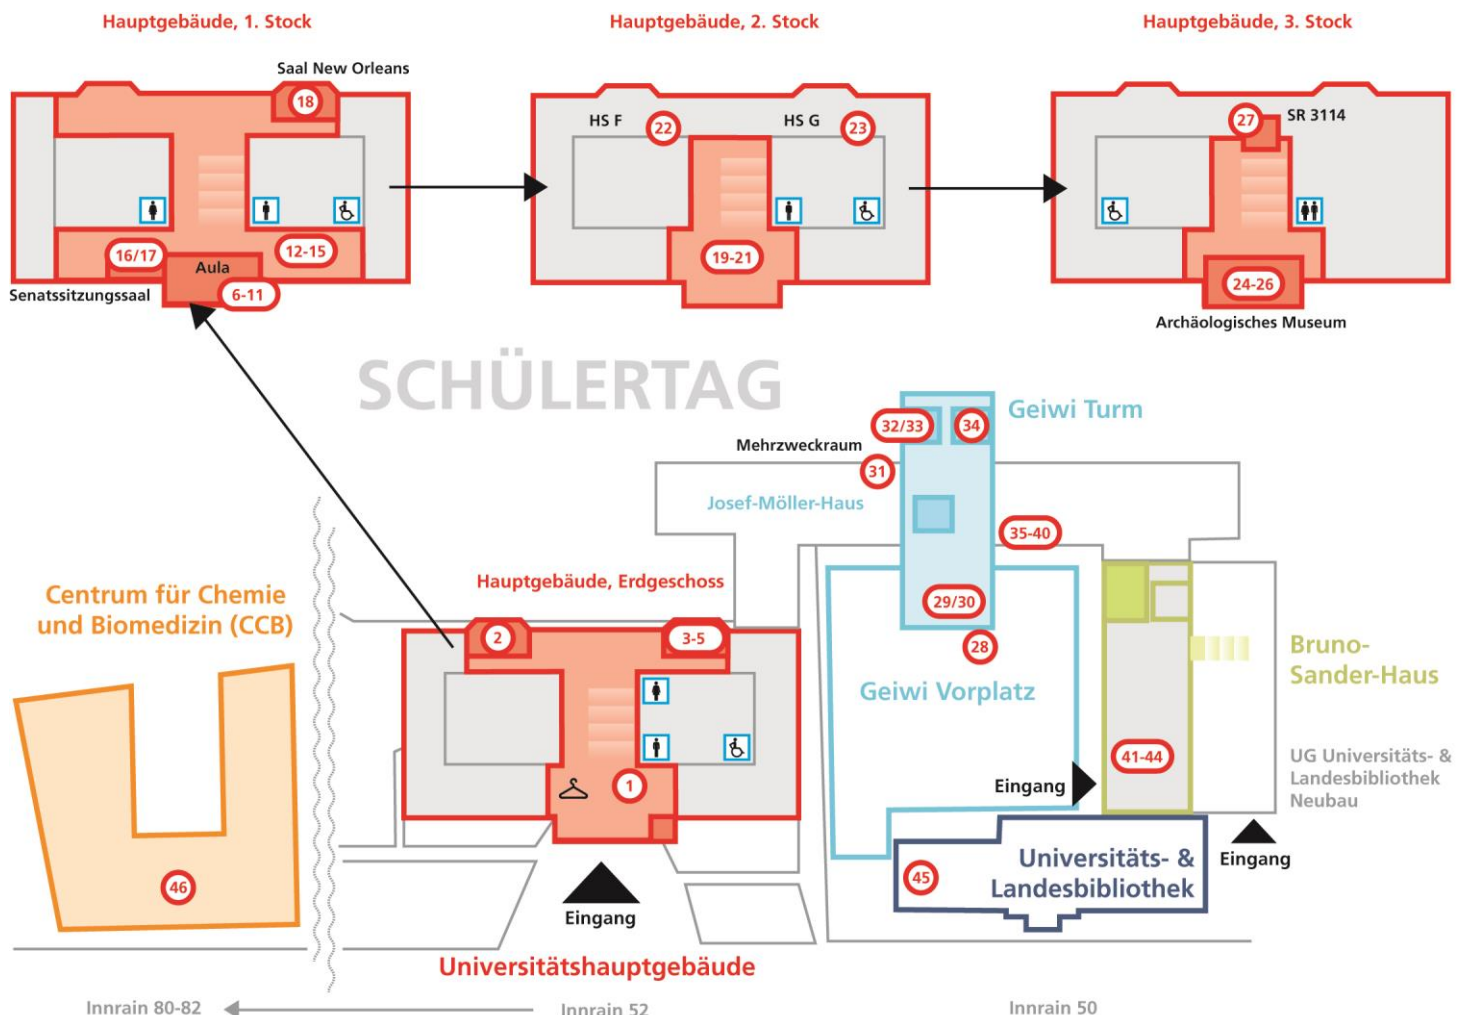 Hauptgebäude, 1. Stock
Hauptgebäude, 2. Stock
Hauptgebäude, 3. Stock
Saal New Orleans
18
16/17
12-15
Aula
6-11
Senatssitzungssaal
HS F
22
HS G
23
19-21
27
SR 3114
24-26
Archäologisches Museum
SCHÜLERTAG
Geiwi Turm
32/33
34
Mehrzweckraum
31
Josef-Möller-Haus
35-40
29/30
28
Geiwi Vorplatz
Hauptgebäude, Erdgeschoss
2
3-5
1
Eingang
Universitätshauptgebäude
Centrum für Chemie
und Biomedizin (CCB)
46
Bruno-
Sander-Haus
41-44
Eingang
UG Universitäts- &
Landesbibliothek
Neubau
Eingang
Universitäts- &
Landesbibliothek
45
Innrain 80-82
Innrain 52
Innrain 50